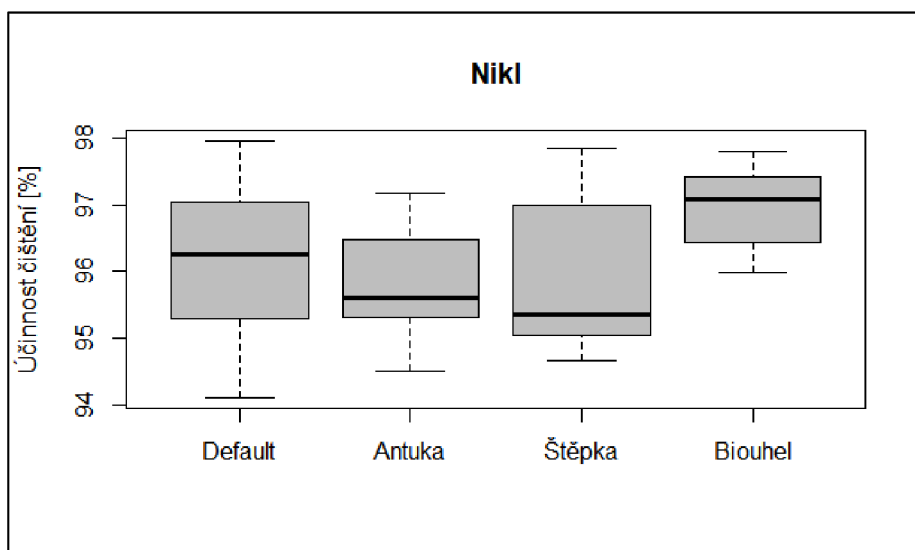 Nikl
Účinnost čištění [%]
98
97
96
95
94
Default Antuka Štěpka Biouhel